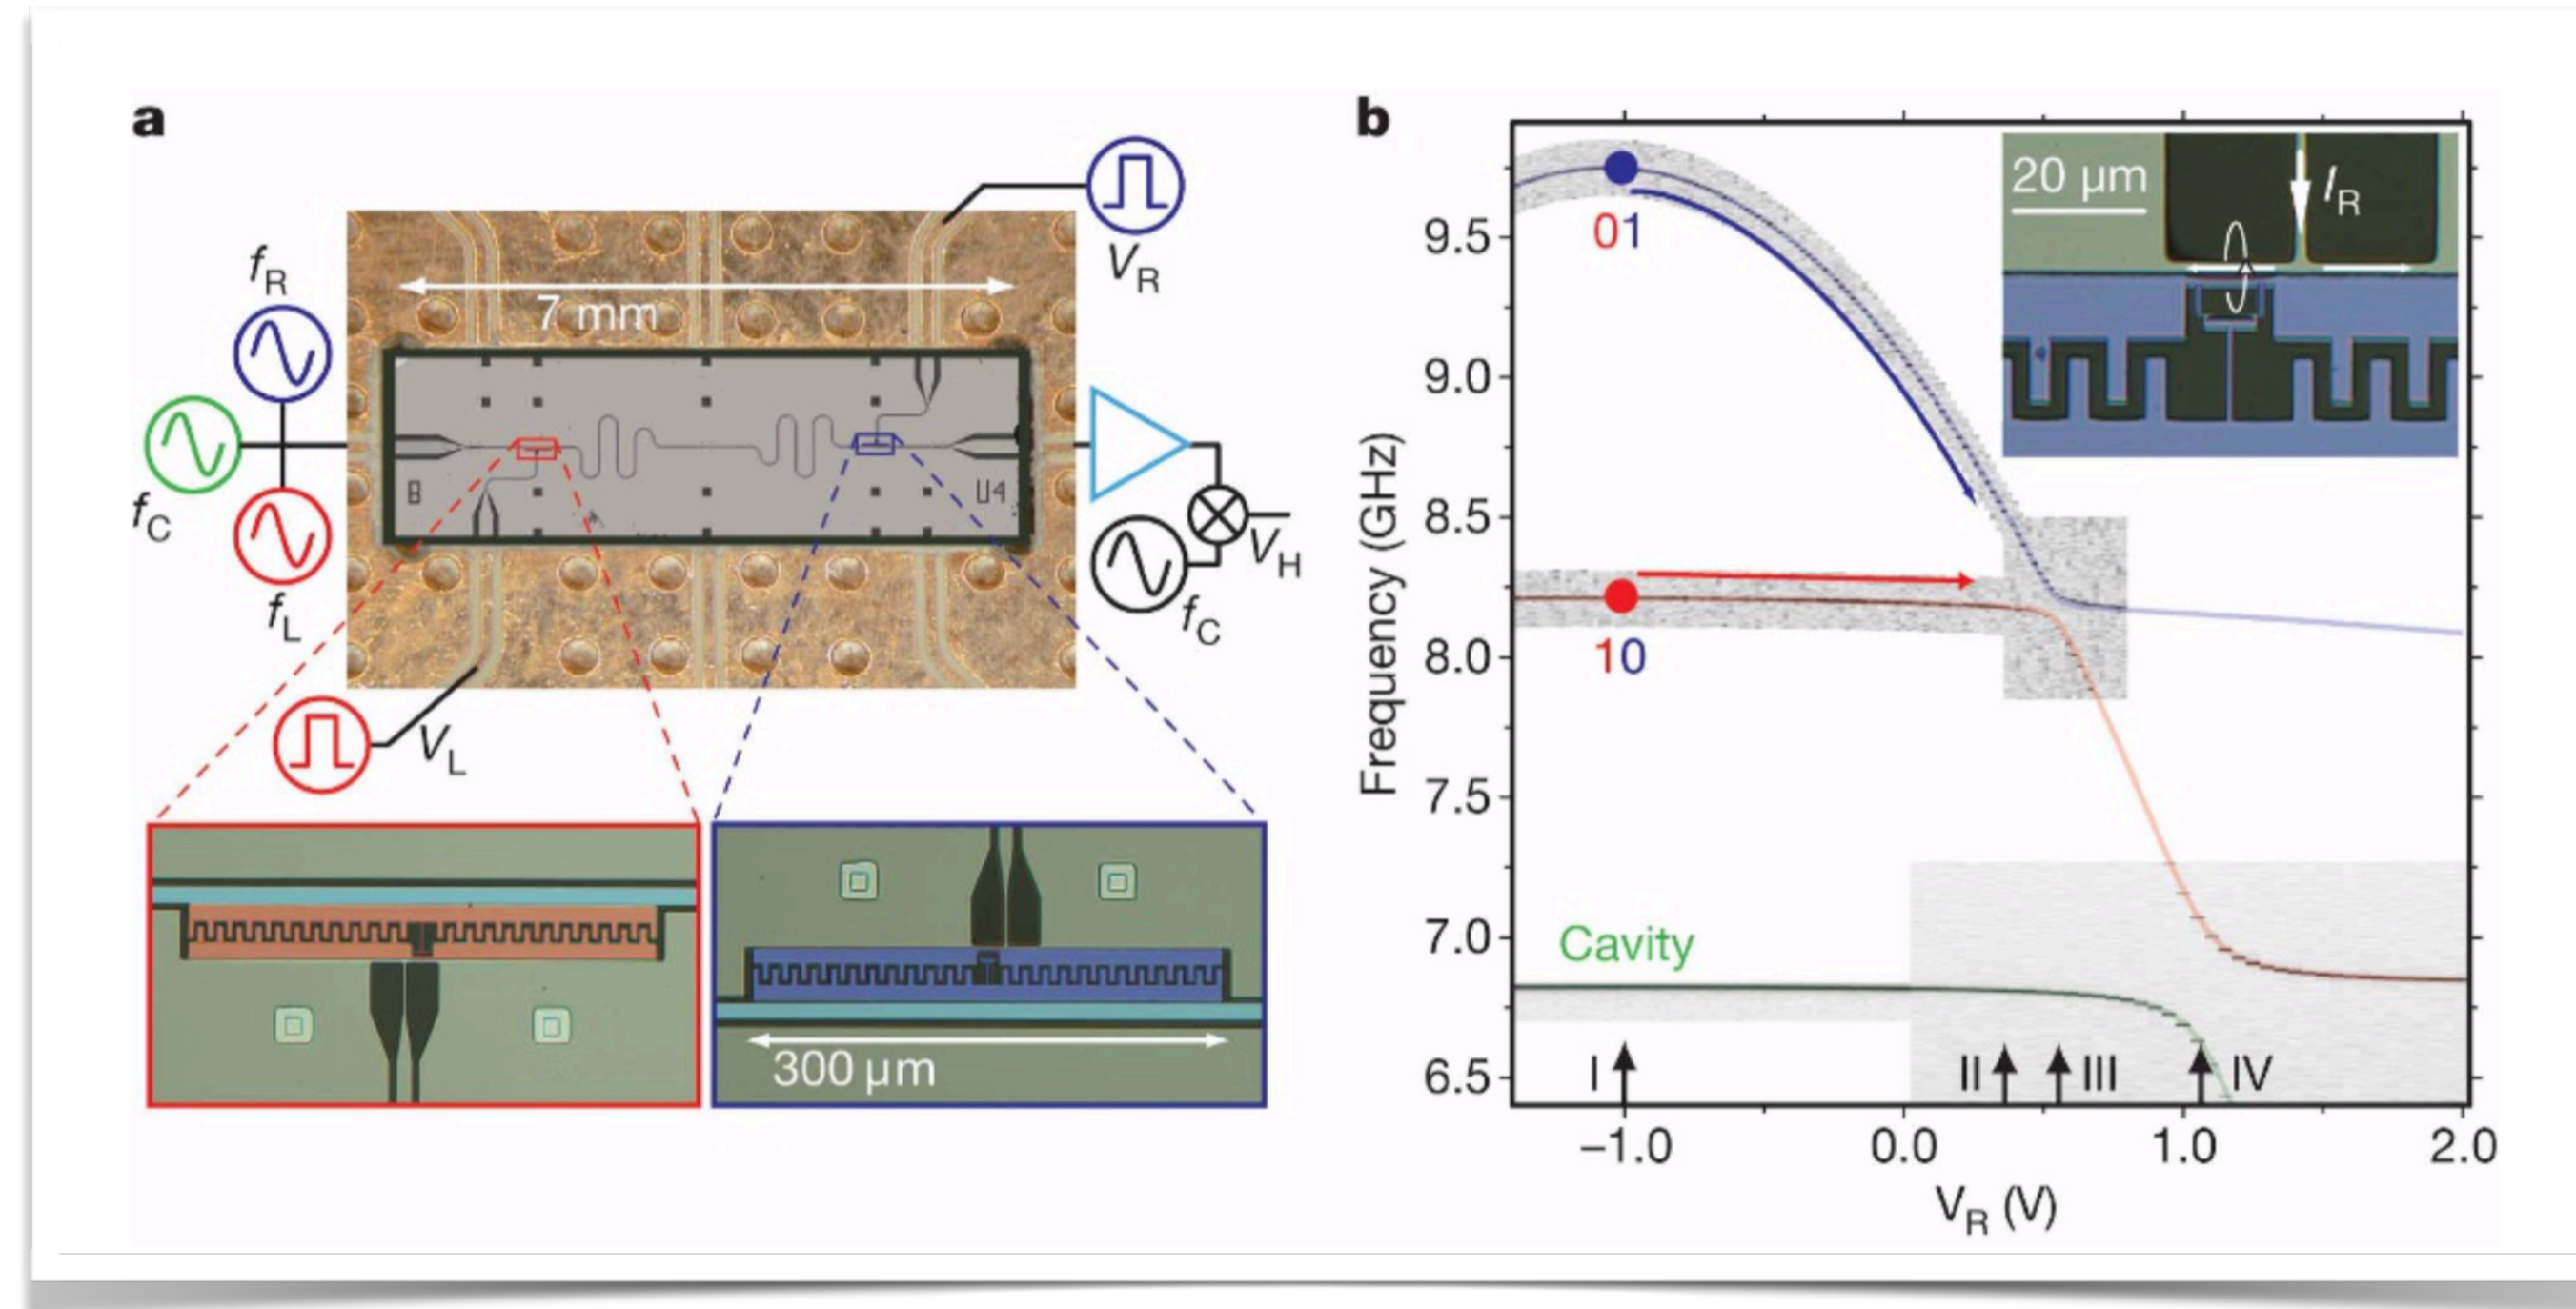 a
f_R
f_C
f_L
V_R
V_L
7 mm
8
U4
V_H
f_C
300 µm
b
Frequency (GHz)
9.5
9.0
8.5
8.0
7.5
7.0
6.5
01
10
20 µm
I_R
Cavity
I
II
III
IV
−1.0
0.0
1.0
2.0
V_R (V)